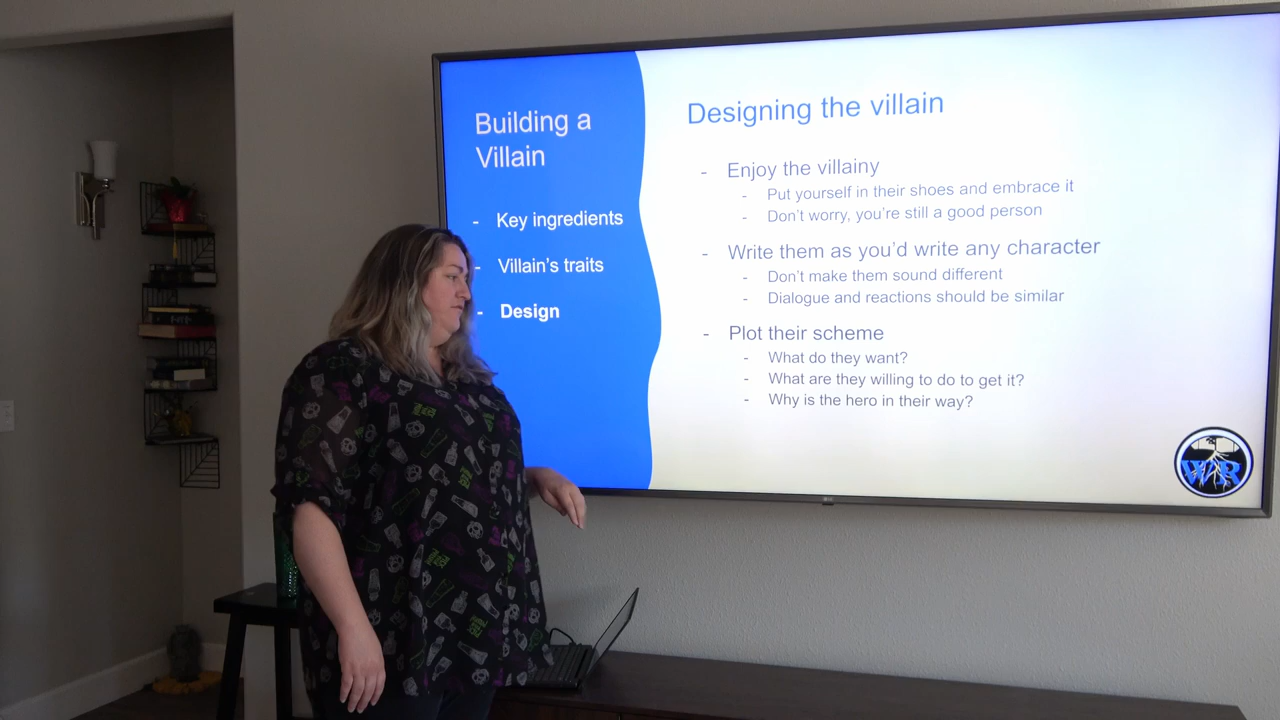 Building a
Villain
- Key ingredients
- Villain's traits
- Design
Designing the villain
- Enjoy the villainy
- Put yourself in their shoes and embrace it
- Don't worry, you're still a good person
- Write them as you'd write any character
- Don't make them sound different
- Dialogue and reactions should be similar
- Plot their scheme
- What do they want?
- What are they willing to do to get it?
- Why is the hero in their way?
WR
LG